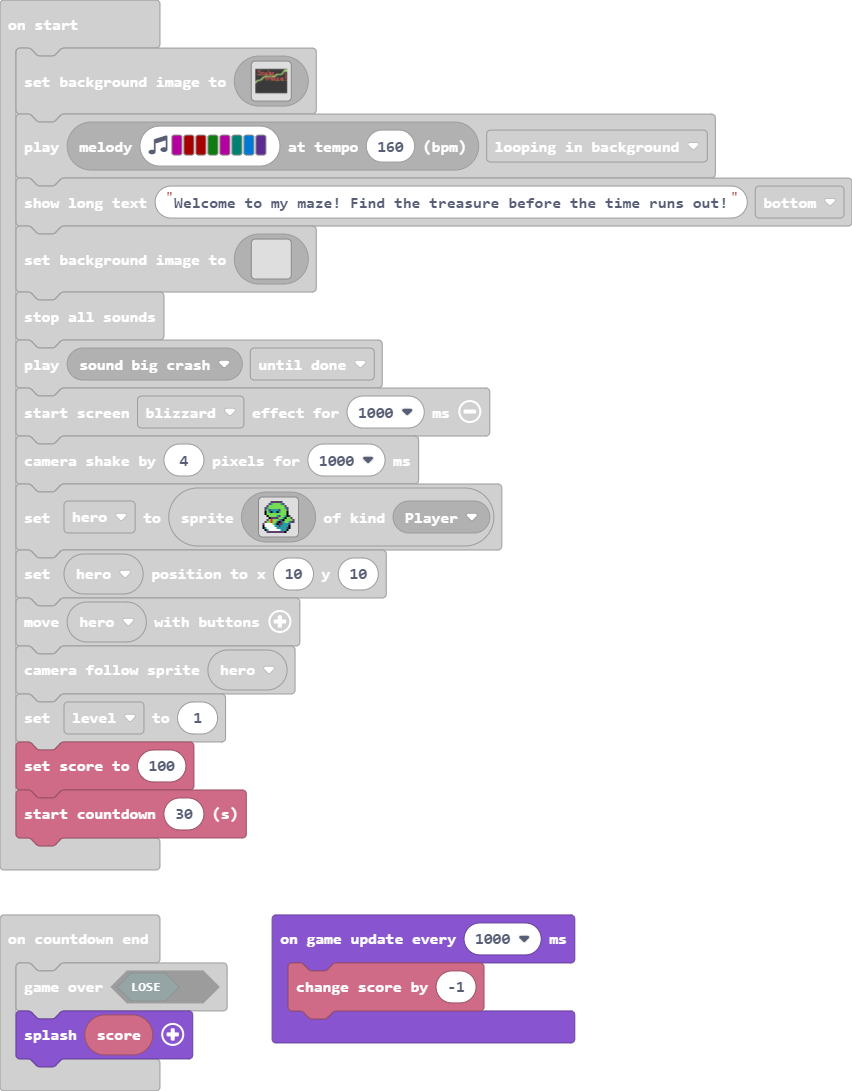 on start
set background image to
play melody at tempo 160 (bpm) looping in background
show long text "Welcome to my maze! Find the treasure before the time runs out!" bottom
set background image to
stop all sounds
play sound big crash until done
start screen blizzard effect for 1000 ms
camera shake by 4 pixels for 1000 ms
set hero to sprite of kind Player
set hero position to x 10 y 10
move hero with buttons
camera follow sprite hero
set level to 1
set score to 100
start countdown 30 (s)
on countdown end
game over LOSE
splash score
on game update every 1000 ms
change score by -1